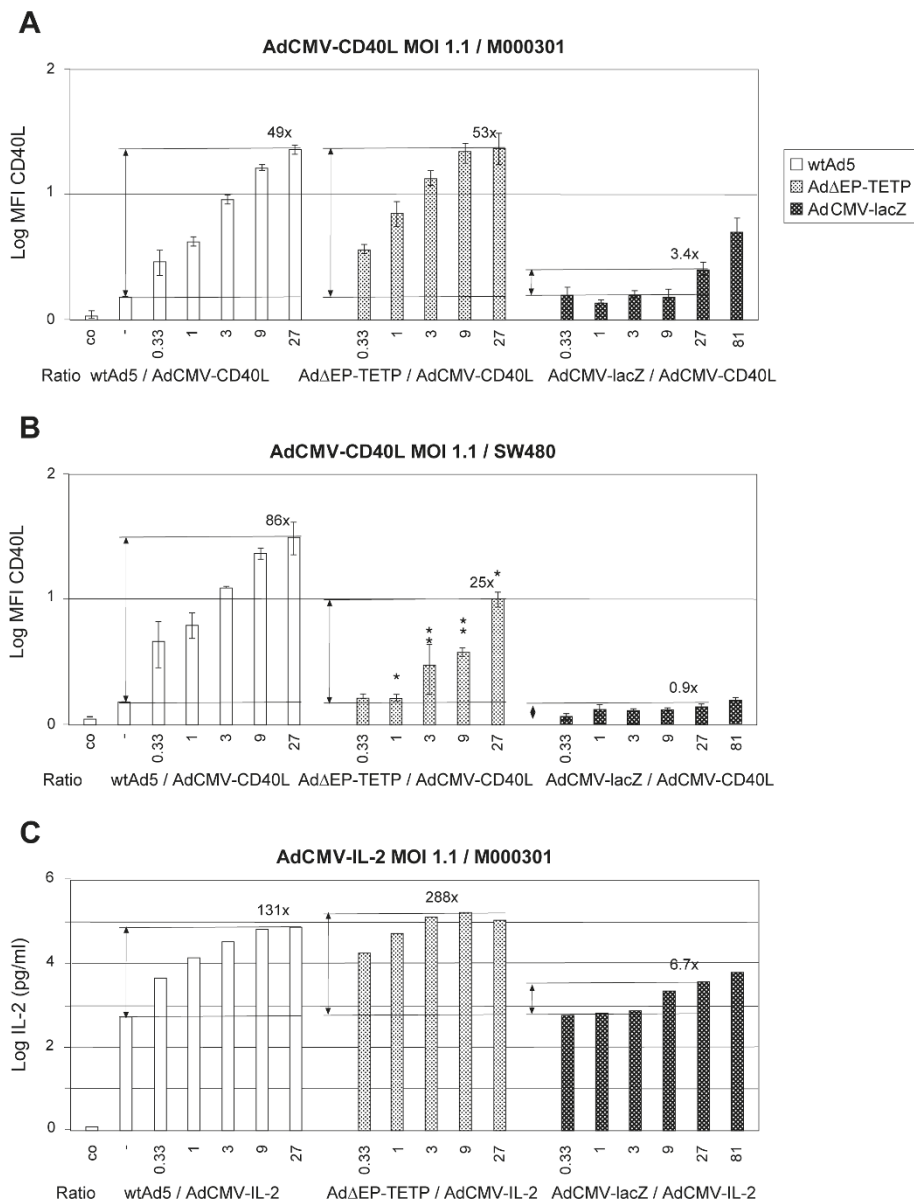 A
AdCMV-CD40L MOI 1.1 / M000301
2
1
0
Log MFI CD40L
49x
53x
3.4x
wtAd5
Ad∆EP-TETP
AdCMV-lacZ
co - 0.33 1 3 9 27 0.33 1 3 9 27 0.33 1 3 9 27 81
Ratio wtAd5 / AdCMV-CD40L Ad∆EP-TETP / AdCMV-CD40L AdCMV-lacZ / AdCMV-CD40L
B
AdCMV-CD40L MOI 1.1 / SW480
2
1
0
Log MFI CD40L
86x
25x
0.9x
* ** ** *
co - 0.33 1 3 9 27 0.33 1 3 9 27 0.33 1 3 9 27 81
Ratio wtAd5 / AdCMV-CD40L Ad∆EP-TETP / AdCMV-CD40L AdCMV-lacZ / AdCMV-CD40L
C
AdCMV-IL-2 MOI 1.1 / M000301
6
4
2
0
Log IL-2 (pg/ml)
131x
288x
6.7x
co - 0.33 1 3 9 27 0.33 1 3 9 27 0.33 1 3 9 27 81
Ratio wtAd5 / AdCMV-IL-2 Ad∆EP-TETP / AdCMV-IL-2 AdCMV-lacZ / AdCMV-IL-2